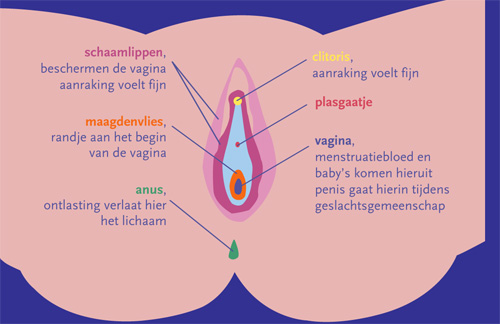 schaamlippen,
beschermen de vagina
aanraking voelt fijn
maagdenvlies,
randje aan het begin
van de vagina
anus,
ontlasting verlaat hier
het lichaam
clitoris,
aanraking voelt fijn
plasgaatje
vagina,
menstruatiebloed en
baby's komen hieruit
penis gaat hierin tijdens
geslachtsgemeenschap